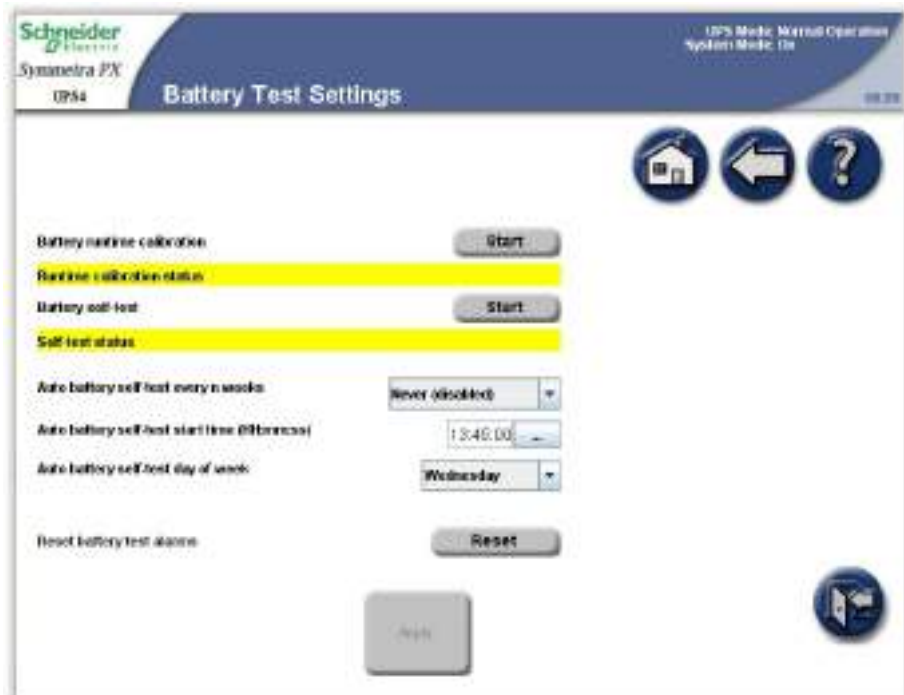 Schneider
Electric
UPS Mode: Normal Operation
System Mode: On
Symmetra PX
UPS4
Battery Test Settings
Battery runtime calibration
Start
Runtime calibration status
Battery self-test
Start
Self-test status
Auto battery self-test every n weeks
Never (disabled)
Auto battery self-test start time (HH:mm:ss)
13:45:00 ...
Auto battery self-test day of week
Wednesday
Reset battery test alarms
Reset
Apply